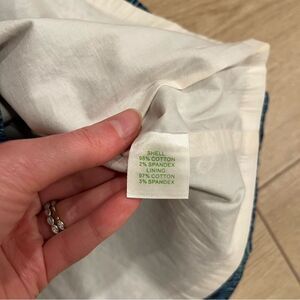 SHELL
98% COTTON
2% SPANDEX
LINING
97% COTTON
3% SPANDEX